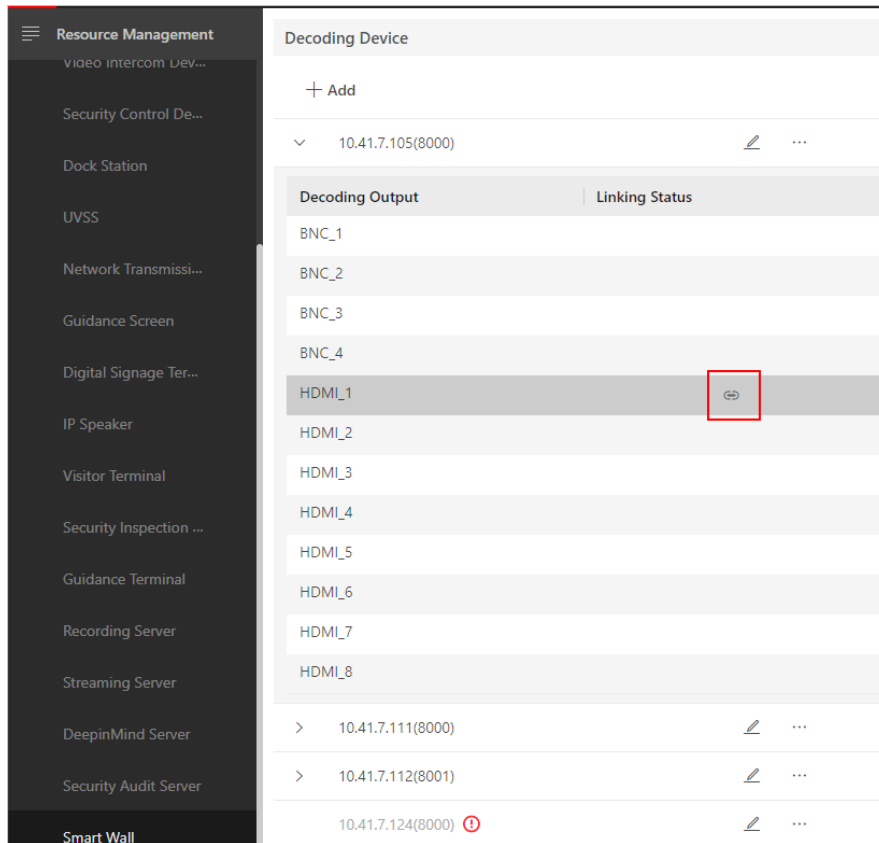 Resource Management
Video Intercom Dev...
Security Control De...
Dock Station
UVSS
Network Transmissi...
Guidance Screen
Digital Signage Ter...
IP Speaker
Visitor Terminal
Security Inspection ...
Guidance Terminal
Recording Server
Streaming Server
DeepinMind Server
Security Audit Server
Smart Wall
Decoding Device
+ Add
10.41.7.105(8000)
Decoding Output Linking Status
BNC_1
BNC_2
BNC_3
BNC_4
HDMI_1
HDMI_2
HDMI_3
HDMI_4
HDMI_5
HDMI_6
HDMI_7
HDMI_8
10.41.7.111(8000)
10.41.7.112(8001)
10.41.7.124(8000)